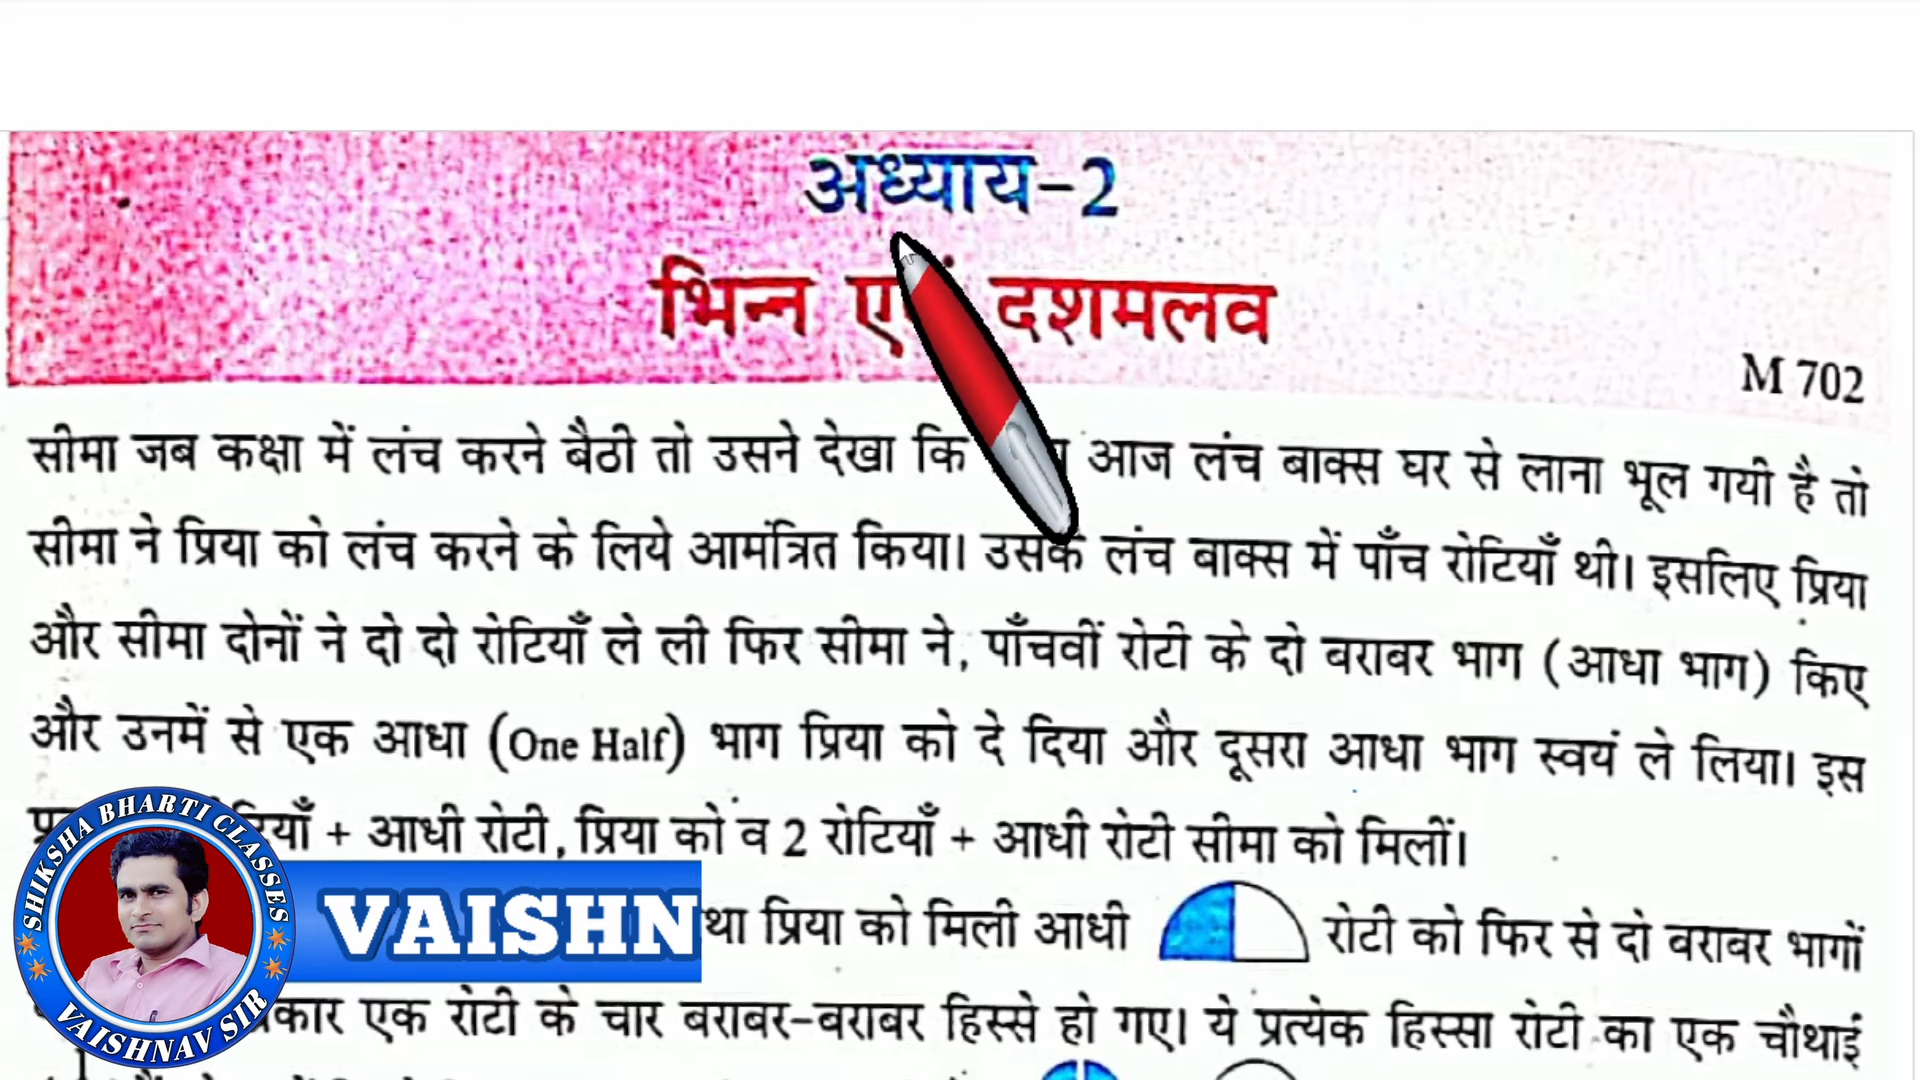 अध्याय-2
भिन्न दशमलव
M 702
सीमा जब कक्षा में लंच करने बैठी तो उसने देखा कि आज लंच बाक्स घर से लाना भूल गयी है तो
सीमा ने प्रिया को लंच करने के लिये आमंत्रित किया। उसके लंच बाक्स में पाँच रोटियाँ थी। इसलिए प्रिया
और सीमा दोनों ने दो दो रोटियाँ ले ली फिर सीमा ने, पाँचवीं रोटी के दो बराबर भाग (आधा भाग) किए
और उनमें से एक आधा (One Half) भाग प्रिया को दे दिया और दूसरा आधा भाग स्वयं ले लिया। इस
+ आधी रोटी, प्रिया को व 2 रोटियाँ + आधी रोटी सीमा को मिलीं।
प्रिया को मिली आधी रोटी को फिर से दो बराबर भागों
एक रोटी के चार बराबर-बराबर हिस्से हो गए। ये प्रत्येक हिस्सा रोटी का एक चौथाई
SHIKSHA BHARTI CLASSES
VAISHNAV SIR
VAISHN